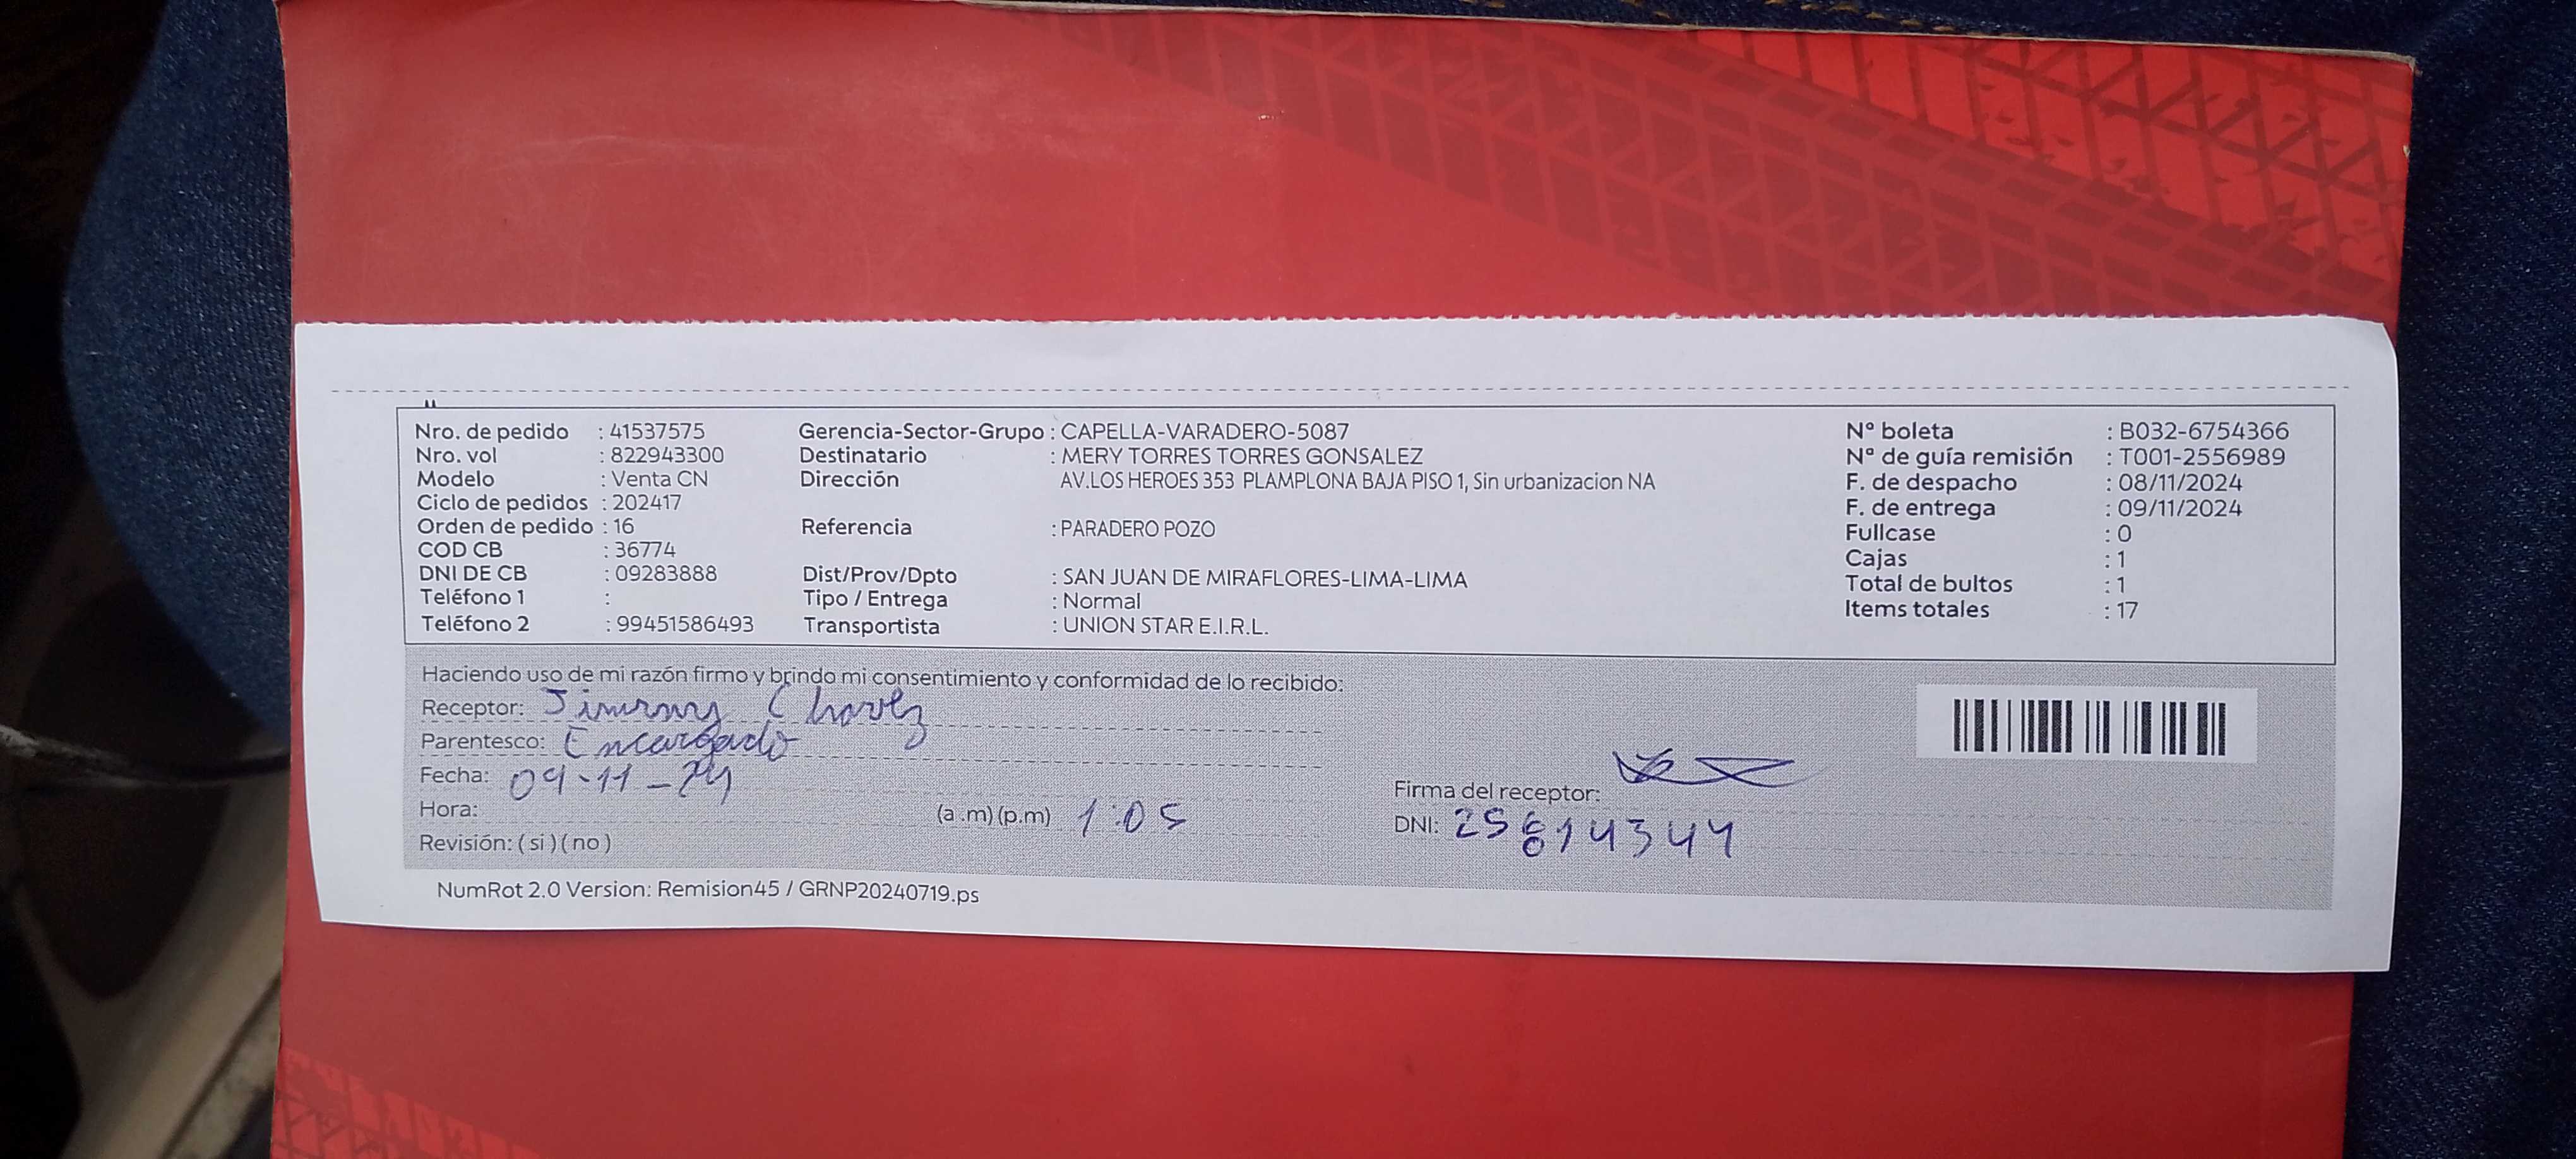 Nro. de pedido : 41537575 Gerencia-Sector-Grupo : CAPELLA-VARADERO-5087 Nº boleta : B032-6754366
Nro. vol : 822943300 Destinatario : MERY TORRES TORRES GONSALEZ Nº de guía remisión : T001-2556989
Modelo : Venta CN Dirección AV.LOS HEROES 353 PLAMPLONA BAJA PISO 1, Sin urbanizacion NA F. de despacho : 08/11/2024
Ciclo de pedidos : 202417 F. de entrega : 09/11/2024
Orden de pedido : 16 Referencia : PARADERO POZO Fullcase : 0
COD CB : 36774 Cajas : 1
DNI DE CB : 09283888 Dist/Prov/Dpto : SAN JUAN DE MIRAFLORES-LIMA-LIMA Total de bultos : 1
Teléfono 1 : Tipo / Entrega : Normal Items totales : 17
Teléfono 2 : 99451586493 Transportista : UNION STAR E.I.R.L.
Haciendo uso de mi razón firmo y brindo mi consentimiento y conformidad de lo recibido:
Receptor: Jimmy Chavez
Parentesco: Encargado
Fecha: 09-11-24
Hora: (a .m) (p.m) 1:05
Revisión: ( si ) ( no )
Firma del receptor:
DNI: 25614344
NumRot 2.0 Version: Remision45 / GRNP20240719.ps